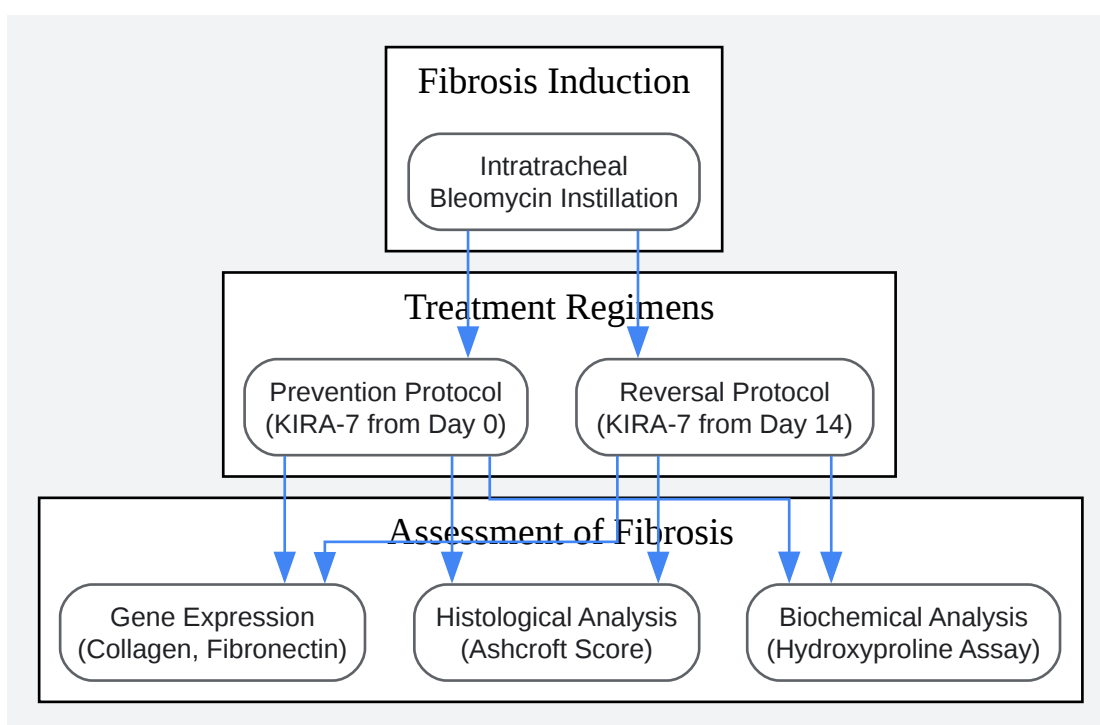 Fibrosis Induction
Intratracheal
Bleomycin Instillation
Treatment Regimens
Prevention Protocol
(KIRA-7 from Day 0)
Reversal Protocol
(KIRA-7 from Day 14)
Assessment of Fibrosis
Gene Expression
(Collagen, Fibronectin)
Histological Analysis
(Ashcroft Score)
Biochemical Analysis
(Hydroxyproline Assay)